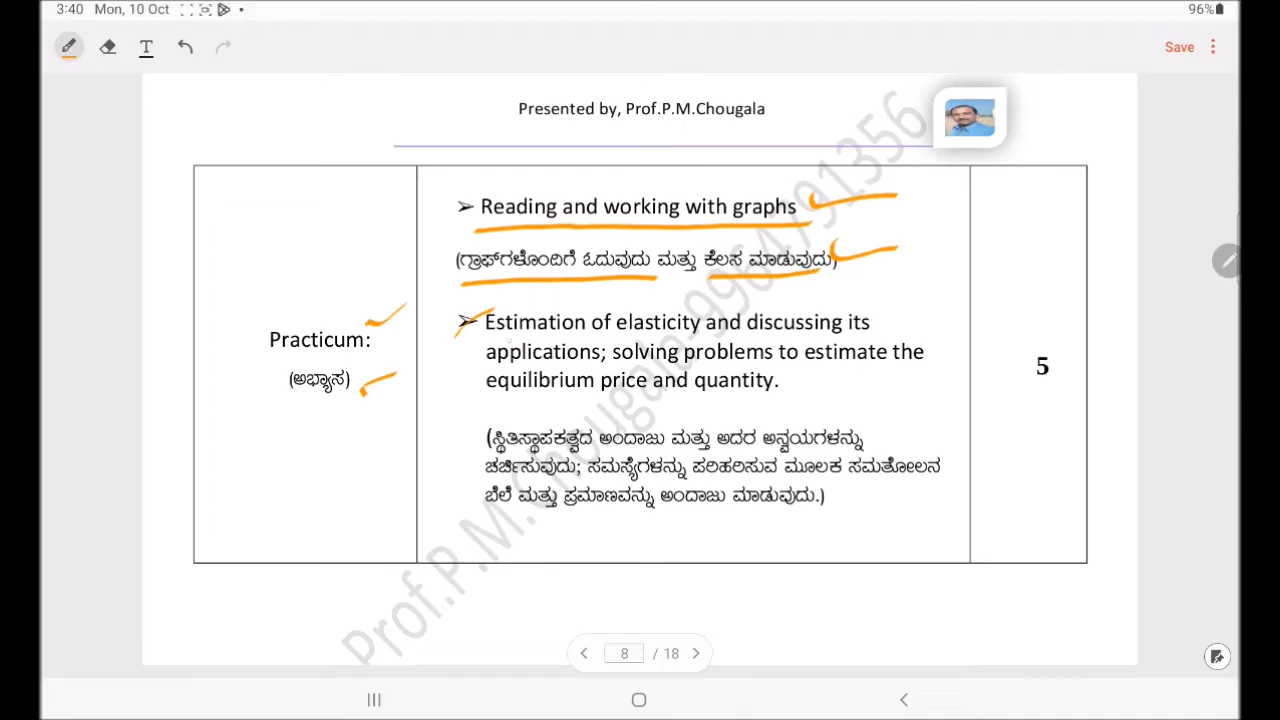 3:40 Mon, 10 Oct
96%
T
Save
Presented by, Prof.P.M.Chougala
➢ Reading and working with graphs
(ಗ್ರಾಫ್‌ಗಳೊಂದಿಗೆ ಓದುವುದು ಮತ್ತು ಕೆಲಸ ಮಾಡುವುದು)
Practicum:
(ಅಭ್ಯಾಸ)
➢ Estimation of elasticity and discussing its
applications; solving problems to estimate the
equilibrium price and quantity.
(ಸ್ಥಿತಿಸ್ಥಾಪಕತ್ವದ ಅಂದಾಜು ಮತ್ತು ಅದರ ಅನ್ವಯಗಳನ್ನು
ಚರ್ಚಿಸುವುದು; ಸಮಸ್ಯೆಗಳನ್ನು ಪರಿಹರಿಸುವ ಮೂಲಕ ಸಮತೋಲನ
ಬೆಲೆ ಮತ್ತು ಪ್ರಮಾಣವನ್ನು ಅಂದಾಜು ಮಾಡುವುದು.)
5
Prof.P.M.Chougala-9964791356
8 / 18